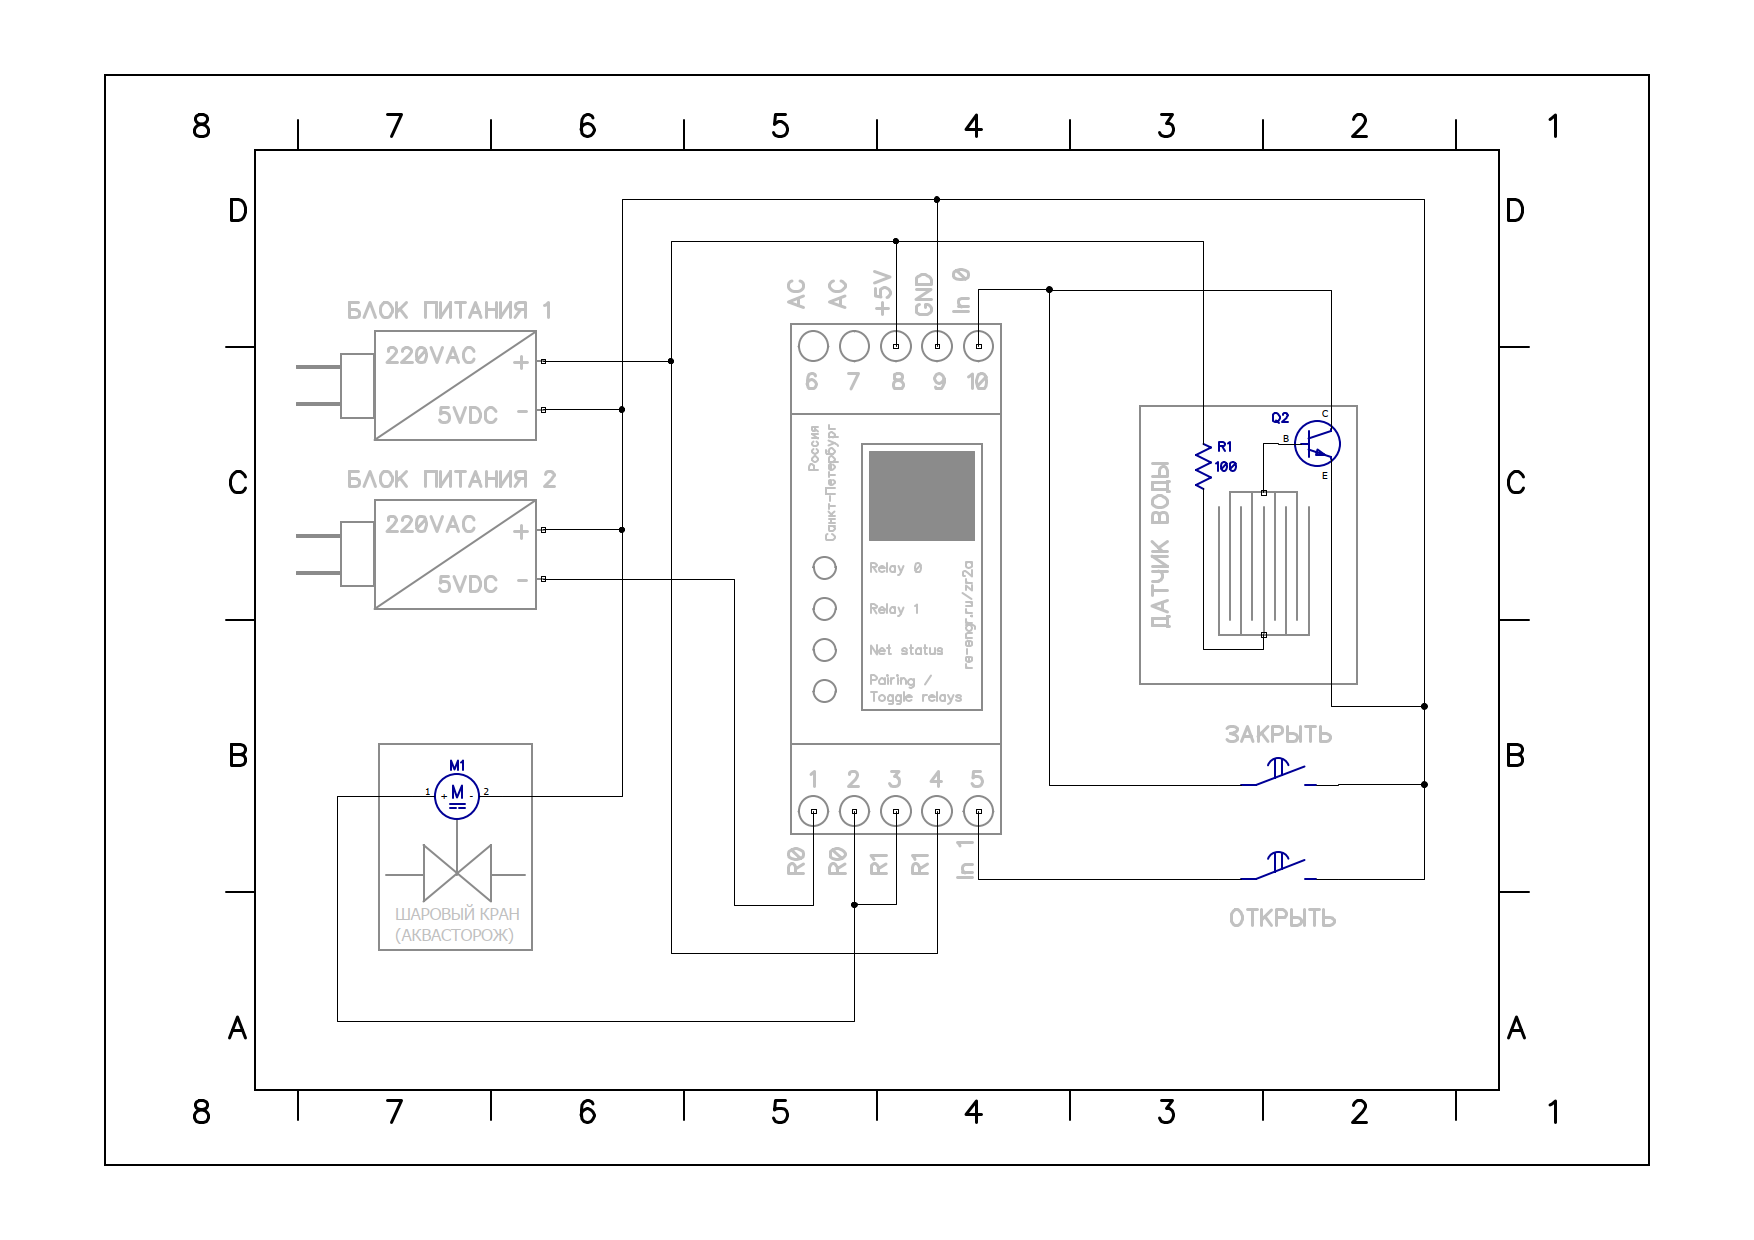 8 7 6 5 4 3 2 1
D D
AC AC +5V GND In 0
БЛОК ПИТАНИЯ 1
220VAC +
5VDC -
6 7 8 9 10
C C
БЛОК ПИТАНИЯ 2
220VAC +
5VDC -
Россия
Санкт-Петербург
Relay 0
Relay 1
Net status
Pairing /
Toggle relays
re-engr.ru/zr2a
ДАТЧИК ВОДЫ
R1
100
Q2
C
B
E
B B
M1
1 + M - 2
ШАРОВЫЙ КРАН
(АКВАСТОРОЖ)
1 2 3 4 5
R0 R0 R1 R1 In 1
ЗАКРЫТЬ
ОТКРЫТЬ
A A
8 7 6 5 4 3 2 1